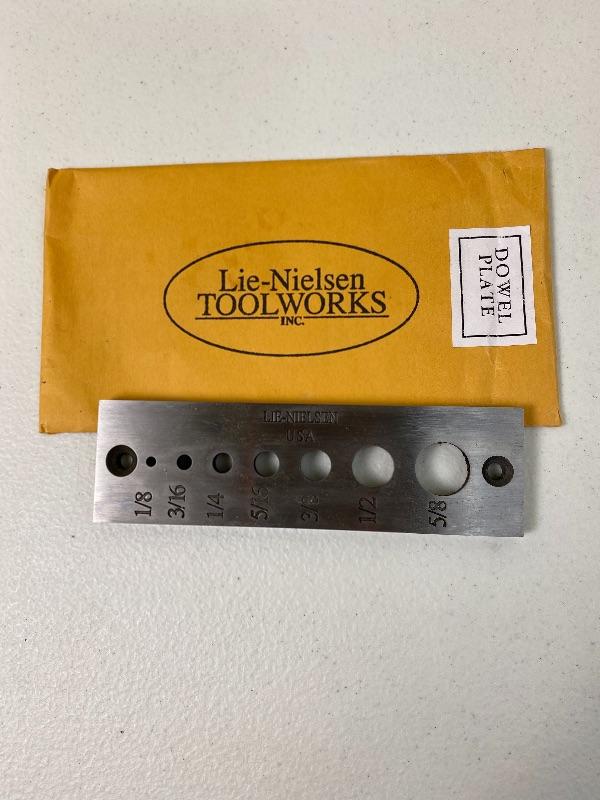 Lie-Nielsen
TOOLWORKS
INC.
DOWEL
PLATE
LIE-NIELSEN
USA
1/8
3/16
1/4
5/16
3/8
1/2
5/8